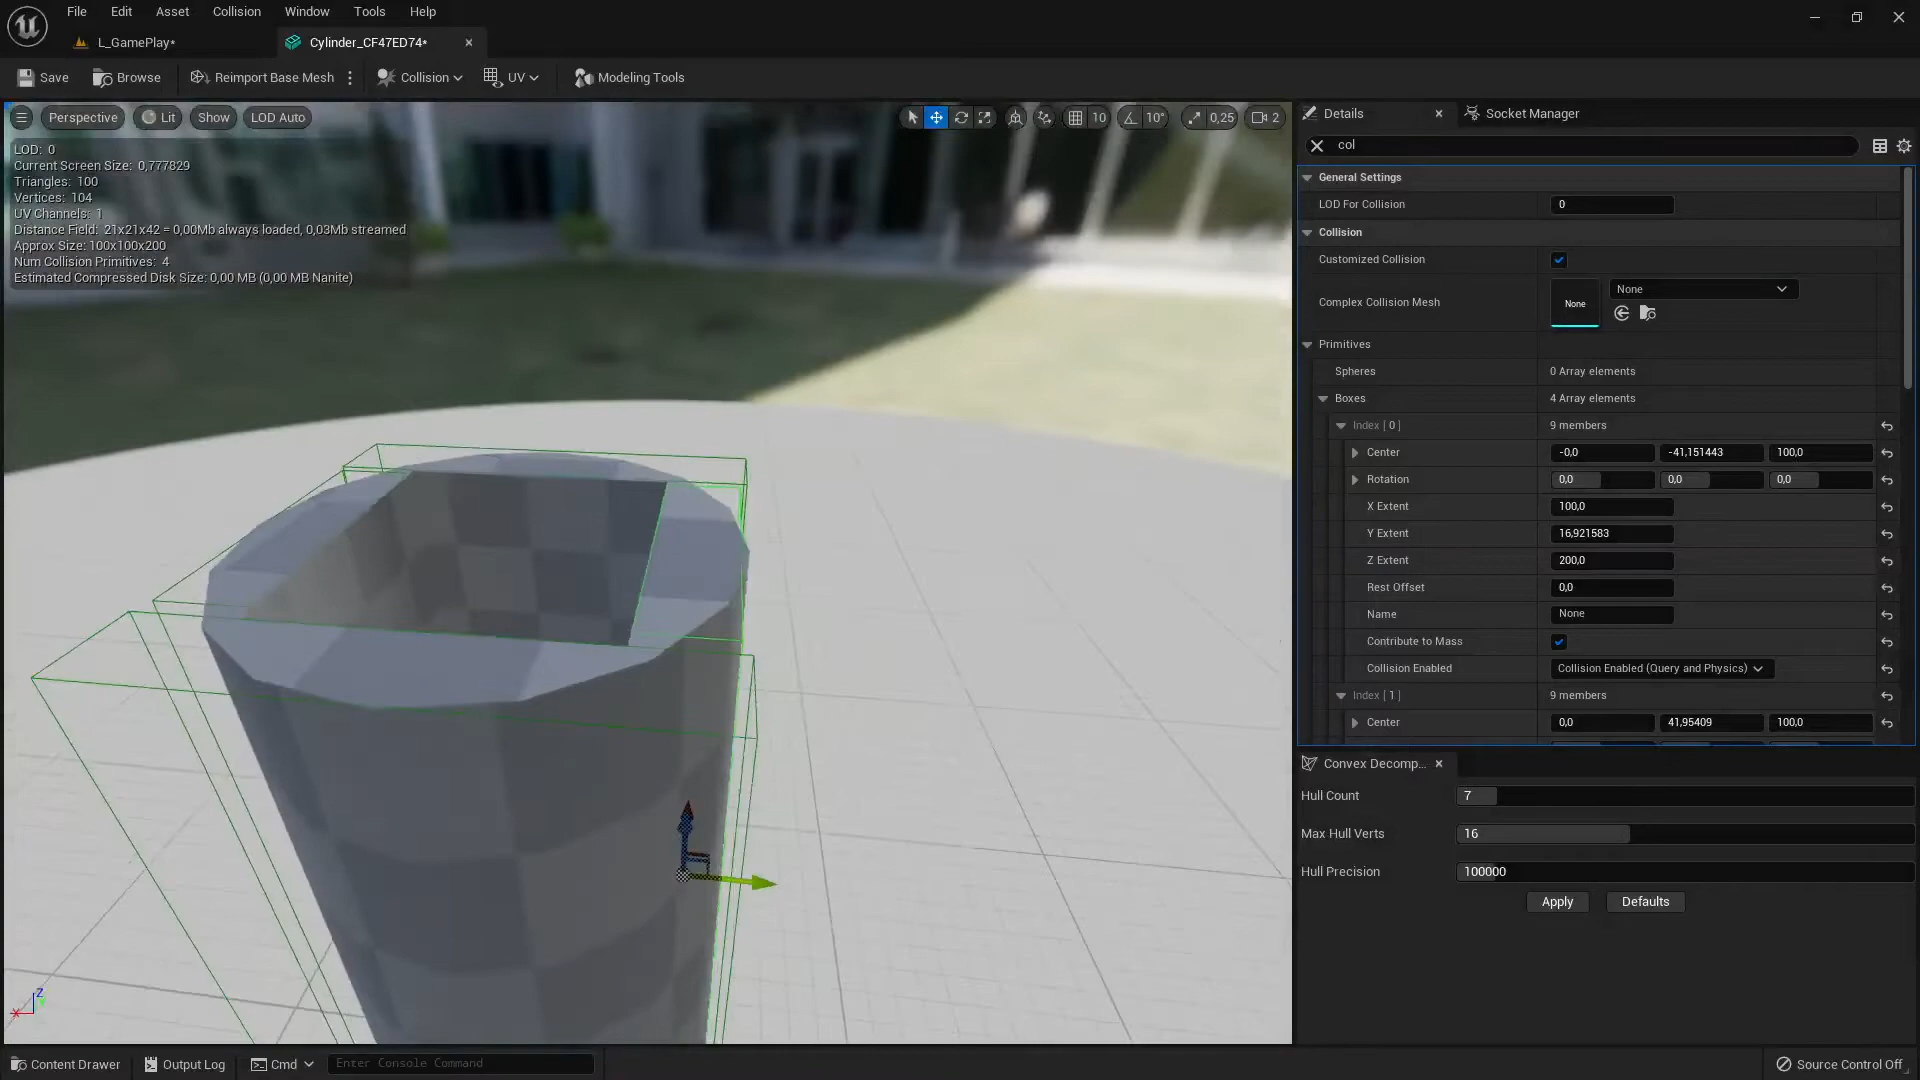 File Edit Asset Collision Window Tools Help
L_GamePlay*
Cylinder_CF47ED74*
Save Browse Reimport Base Mesh Collision UV Modeling Tools
Perspective Lit Show LOD Auto 10 10° 0,25 2
LOD: 0
Current Screen Size: 0,777829
Triangles: 100
Vertices: 104
UV Channels: 1
Distance Field: 21x21x42 = 0,00Mb always loaded, 0,03Mb streamed
Approx Size: 100x100x200
Num Collision Primitives: 4
Estimated Compressed Disk Size: 0,00 MB (0,00 MB Nanite)
Z
X
Details Socket Manager
col
General Settings
LOD For Collision 0
Collision
Customized Collision
Complex Collision Mesh None None
Primitives
Spheres 0 Array elements
Boxes 4 Array elements
Index [ 0 ] 9 members
Center -0,0 -41,151443 100,0
Rotation 0,0 0,0 0,0
X Extent 100,0
Y Extent 16,921583
Z Extent 200,0
Rest Offset 0,0
Name None
Contribute to Mass
Collision Enabled Collision Enabled (Query and Physics)
Index [ 1 ] 9 members
Center 0,0 41,95409 100,0
Convex Decomp...
Hull Count 7
Max Hull Verts 16
Hull Precision 100000
Apply Defaults
Content Drawer Output Log Cmd Enter Console Command Source Control Off